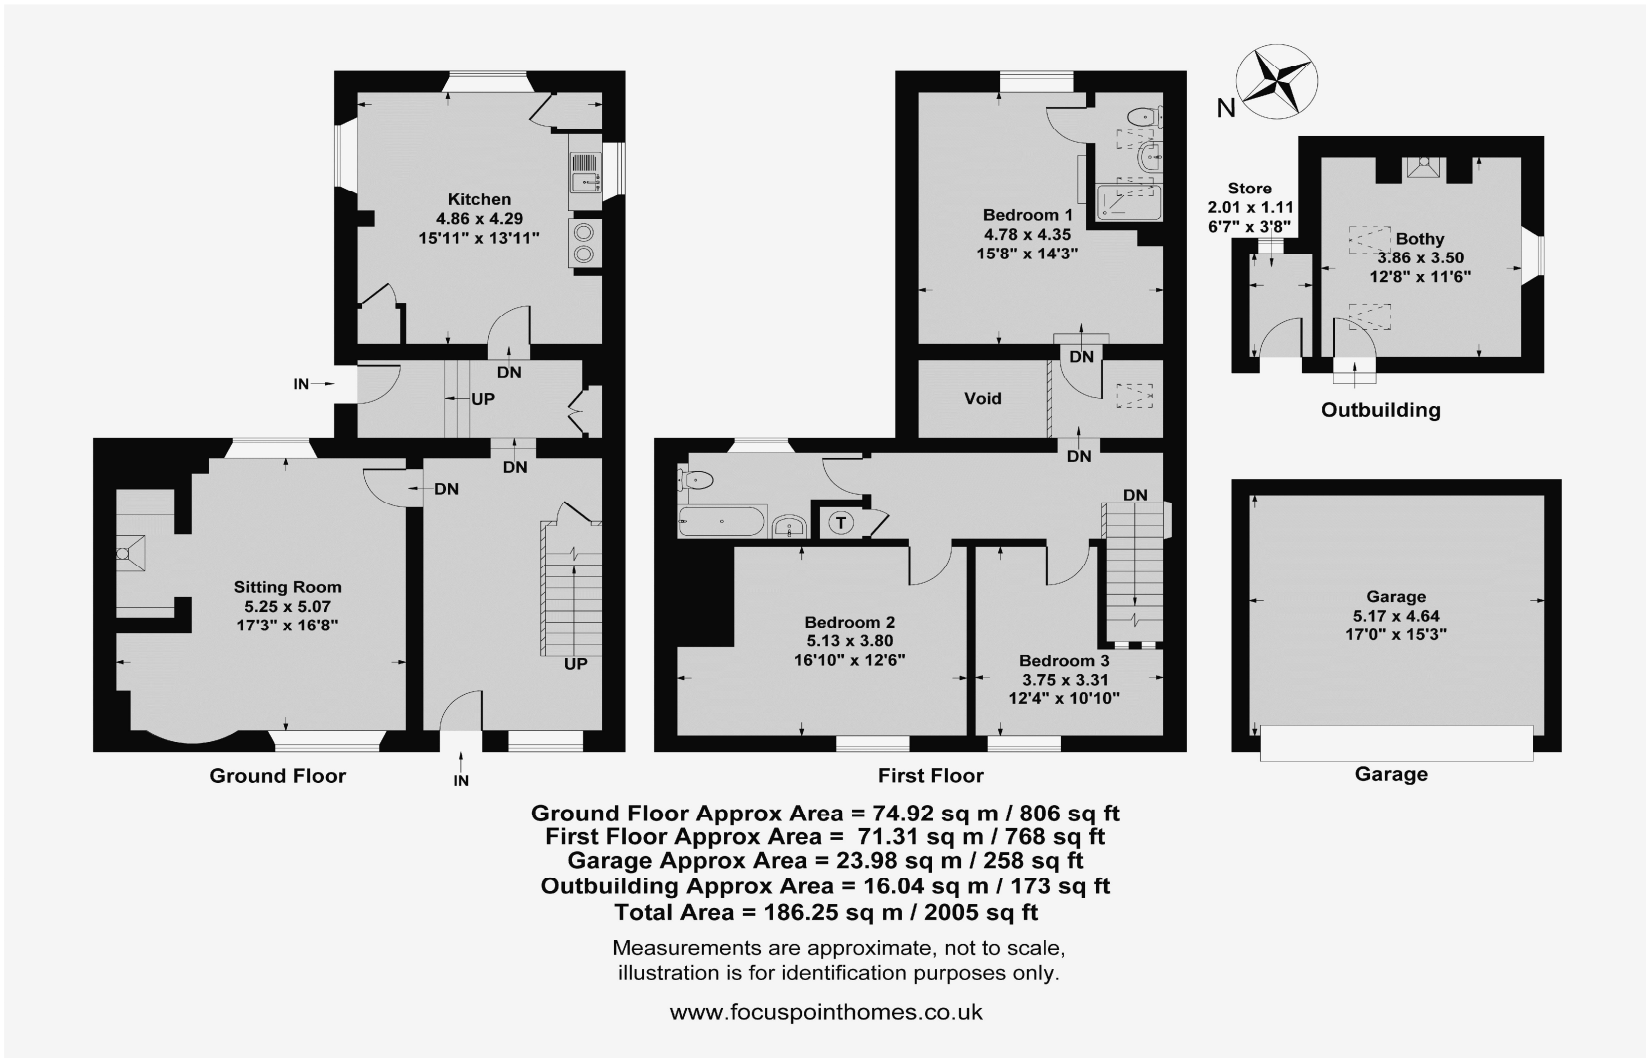 Kitchen
4.86 x 4.29
15'11" x 13'11"
IN
DN
UP
DN
DN
Sitting Room
5.25 x 5.07
17'3" x 16'8"
UP
IN
Ground Floor
Bedroom 1
4.78 x 4.35
15'8" x 14'3"
DN
Void
DN
DN
T
Bedroom 2
5.13 x 3.80
16'10" x 12'6"
Bedroom 3
3.75 x 3.31
12'4" x 10'10"
First Floor
N
Store
2.01 x 1.11
6'7" x 3'8"
Bothy
3.86 x 3.50
12'8" x 11'6"
Outbuilding
Garage
5.17 x 4.64
17'0" x 15'3"
Garage
Ground Floor Approx Area = 74.92 sq m / 806 sq ft
First Floor Approx Area = 71.31 sq m / 768 sq ft
Garage Approx Area = 23.98 sq m / 258 sq ft
Outbuilding Approx Area = 16.04 sq m / 173 sq ft
Total Area = 186.25 sq m / 2005 sq ft
Measurements are approximate, not to scale,
illustration is for identification purposes only.
www.focuspointhomes.co.uk